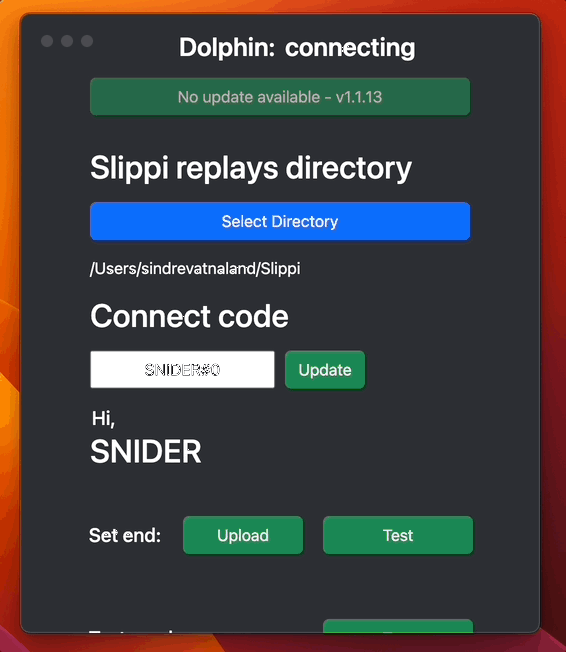 Dolphin: connecting
No update available - v1.1.13
Slippi replays directory
Select Directory
/Users/sindrevatnaland/Slippi
Connect code
SNIDER#0
Update
Hi,
SNIDER
Set end:
Upload
Test